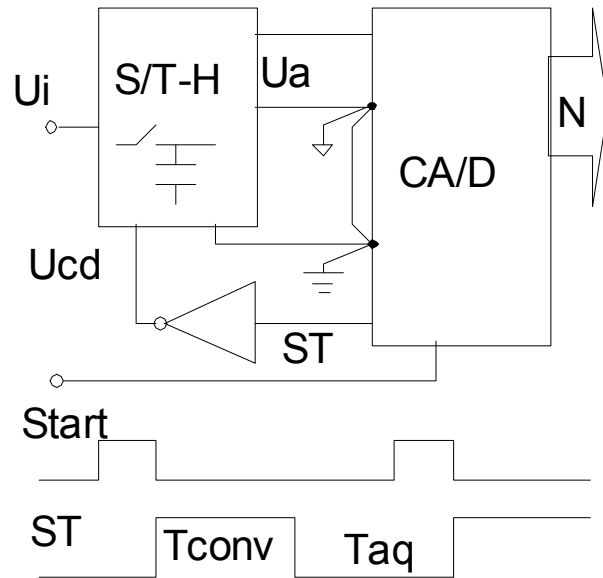 S/T-H
Ua
Ui
N
CA/D
Ucd
ST
Start
ST
Tconv
Taq